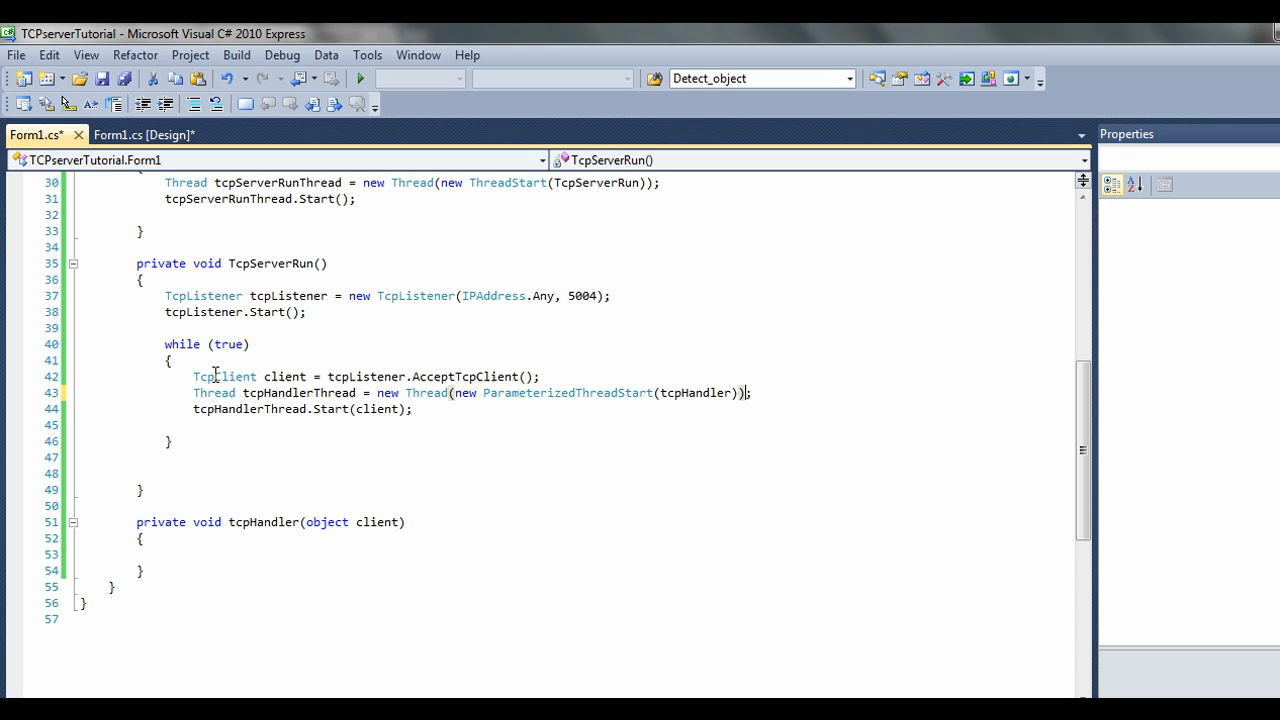 TCPserverTutorial - Microsoft Visual C# 2010 Express
File Edit View Refactor Project Build Debug Data Tools Window Help
Detect_object
Form1.cs* Form1.cs [Design]* Properties
TCPserverTutorial.Form1 TcpServerRun()
30 Thread tcpServerRunThread = new Thread(new ThreadStart(TcpServerRun));
31 tcpServerRunThread.Start();
32
33 }
34
35 private void TcpServerRun()
36 {
37 TcpListener tcpListener = new TcpListener(IPAddress.Any, 5004);
38 tcpListener.Start();
39
40 while (true)
41 {
42 TcpClient client = tcpListener.AcceptTcpClient();
43 Thread tcpHandlerThread = new Thread(new ParameterizedThreadStart(tcpHandler));
44 tcpHandlerThread.Start(client);
45
46 }
47
48
49 }
50
51 private void tcpHandler(object client)
52 {
53
54 }
55 }
56 }
57